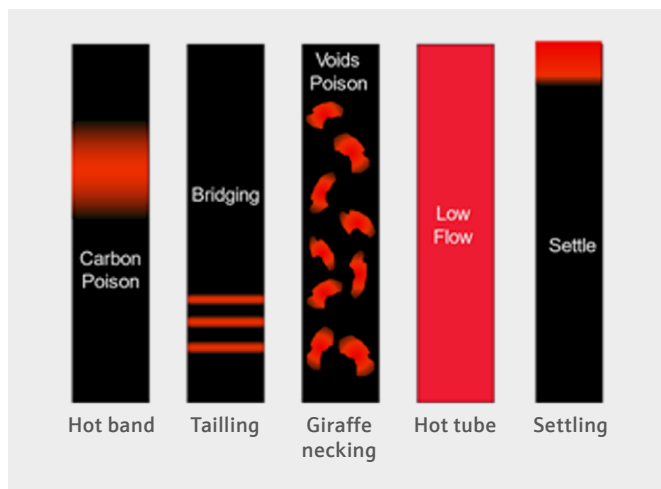 Carbon
Poison
Bridging
Voids
Poison
Low
Flow
Settle
Hot band
Tailling
Giraffe
necking
Hot tube
Settling